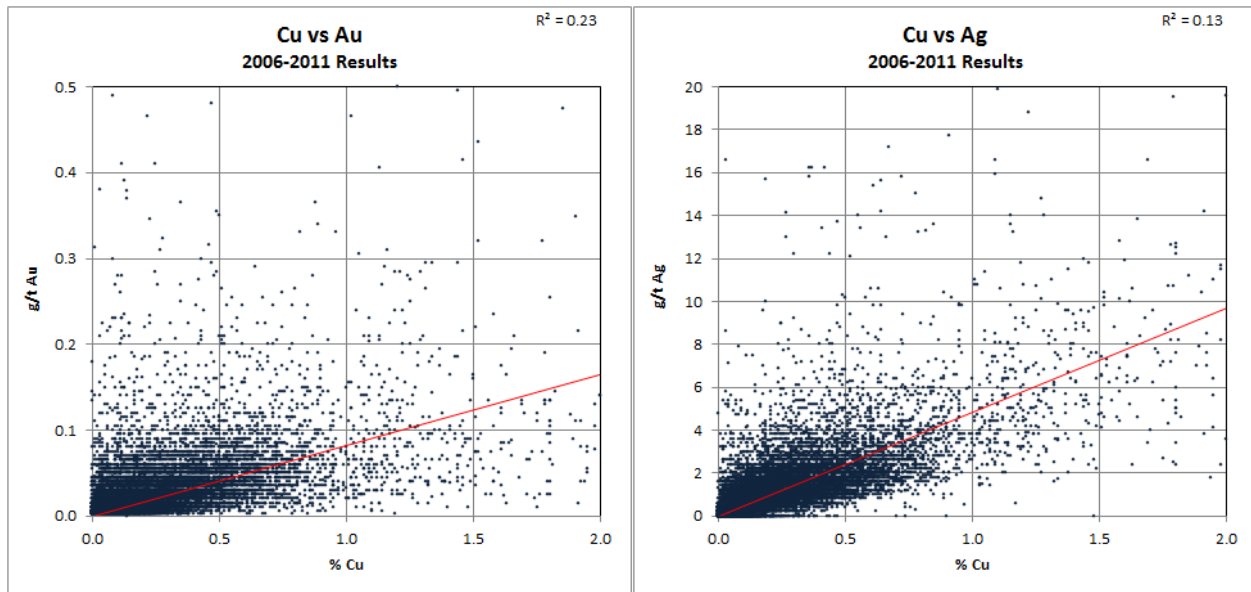 R² = 0.23
Cu vs Au
2006-2011 Results
0.5
0.4
0.3
0.2
0.1
0.0
g/t Au
0.0 0.5 1.0 1.5 2.0
% Cu
R² = 0.13
Cu vs Ag
2006-2011 Results
20
18
16
14
12
10
8
6
4
2
0
g/t Ag
0.0 0.5 1.0 1.5 2.0
% Cu